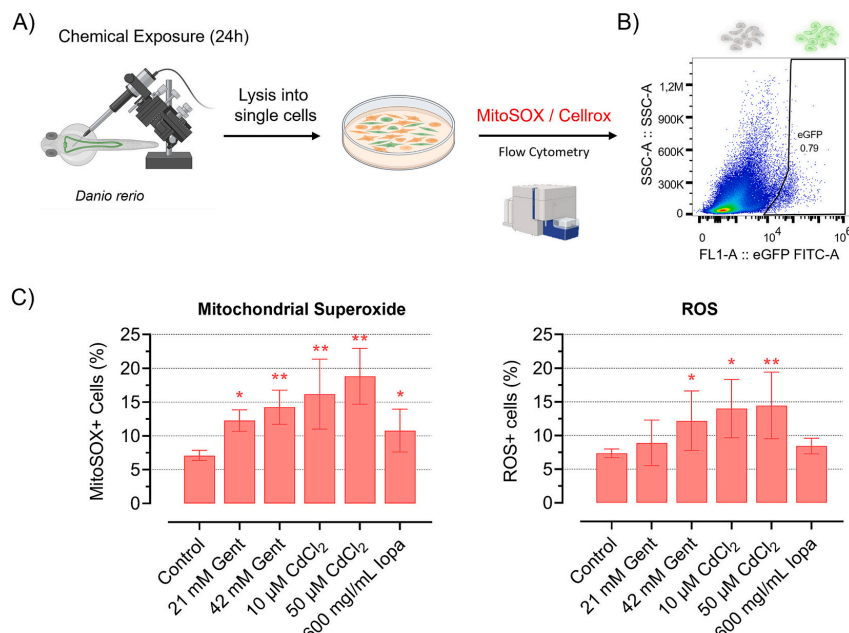 A)
Chemical Exposure (24h)
Danio rerio
Lysis into
single cells
MitoSOX / Cellrox
Flow Cytometry
B)
SSC-A :: SSC-A
1,2M
900K
600K
300K
0
eGFP
0.79
0 10^4 10^6
FL1-A :: eGFP FITC-A
C)
Mitochondrial Superoxide
MitoSOX+ Cells (%)
25
20
15
10
5
0
* ** ** ** *
Control
21 mM Gent
42 mM Gent
10 µM CdCl₂
50 µM CdCl₂
600 mgI/mL Iopa
ROS
ROS+ cells (%)
25
20
15
10
5
0
* * **
Control
21 mM Gent
42 mM Gent
10 µM CdCl₂
50 µM CdCl₂
600 mgI/mL Iopa